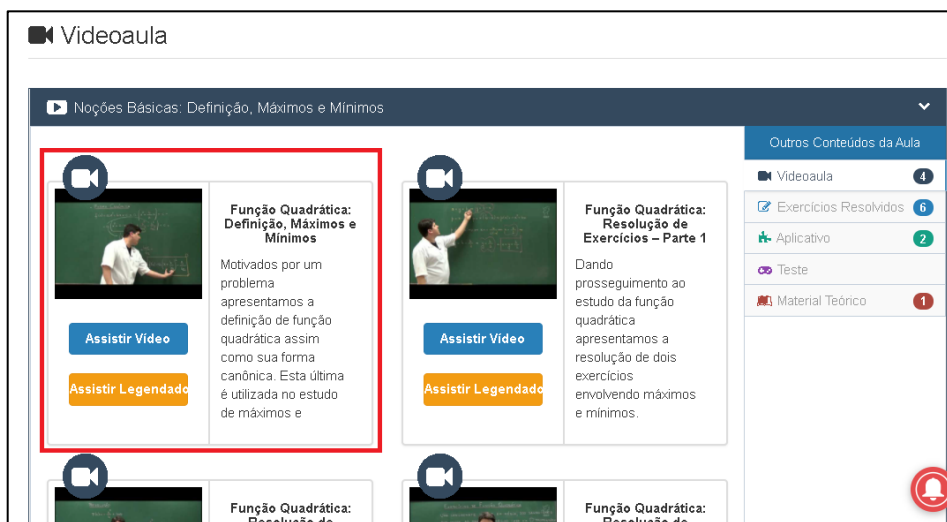 Videoaula
Noções Básicas: Definição, Máximos e Mínimos
Função Quadrática:
Definição, Máximos e
Mínimos
Motivados por um
problema
apresentamos a
definição de função
quadrática assim
como sua forma
canônica. Esta última
é utilizada no estudo
de máximos e
Assistir Vídeo
Assistir Legendado
Função Quadrática:
Resolução de
Exercícios – Parte 1
Dando
prosseguimento ao
estudo da função
quadrática
apresentamos a
resolução de dois
exercícios
envolvendo máximos
e mínimos.
Assistir Vídeo
Assistir Legendado
Função Quadrática:
Resolução de
Função Quadrática:
Resolução de
Outros Conteúdos da Aula
Videoaula 4
Exercícios Resolvidos 6
Aplicativo 2
Teste
Material Teórico 1